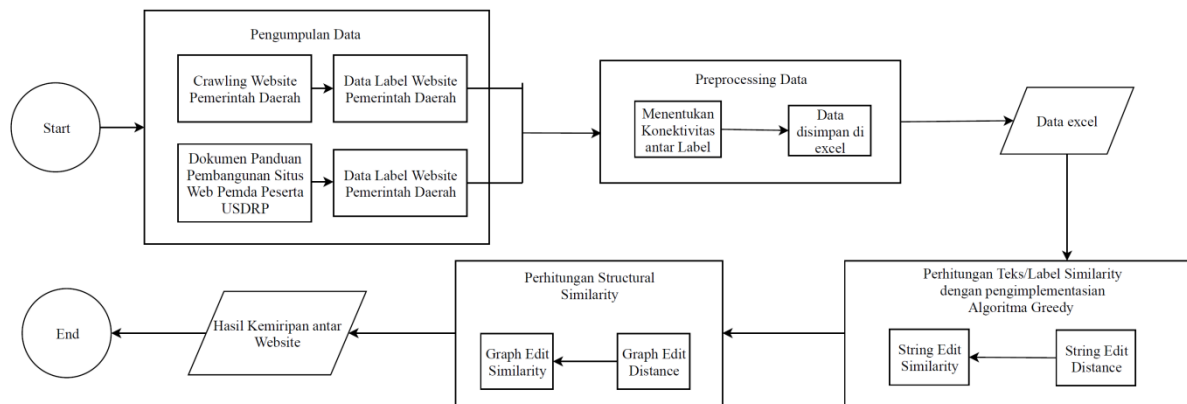 Pengumpulan Data
Crawling Website
Pemerintah Daerah
Data Label Website
Pemerintah Daerah
Start
Dokumen Panduan
Pembangunan Situs
Web Pemda Peserta
USDRP
Data Label Website
Pemerintah Daerah
Preprocessing Data
Menentukan
Konektivitas
antar Label
Data
disimpan di
excel
Data excel
Perhitungan Teks/Label Similarity
dengan pengimplementasian
Algoritma Greedy
String Edit
Distance
String Edit
Similarity
Perhitungan Structural
Similarity
Graph Edit
Distance
Graph Edit
Similarity
Hasil Kemiripan antar
Website
End